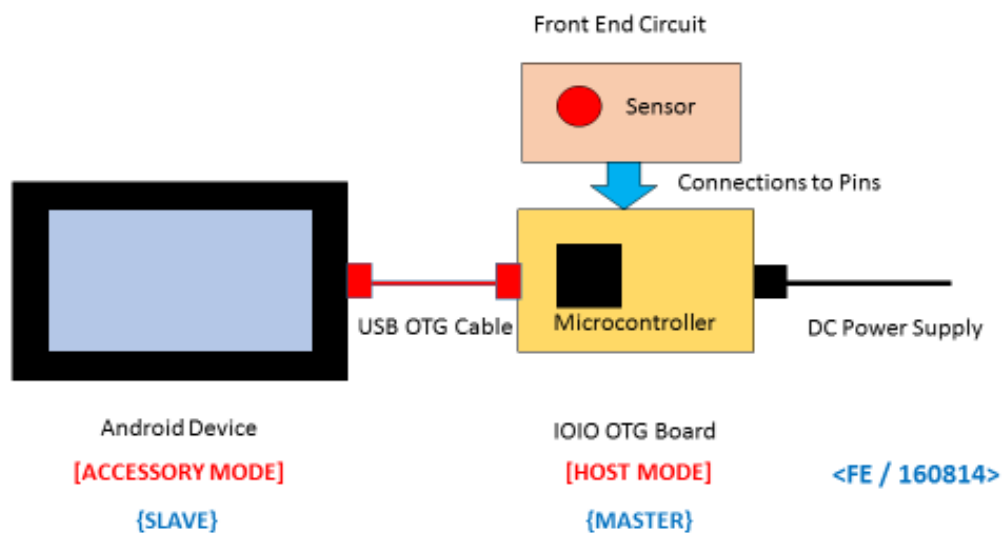 Front End Circuit
Sensor
Connections to Pins
USB OTG Cable
Microcontroller
DC Power Supply
Android Device
IOIO OTG Board
[ACCESSORY MODE]
[HOST MODE]
<FE / 160814>
{SLAVE}
{MASTER}